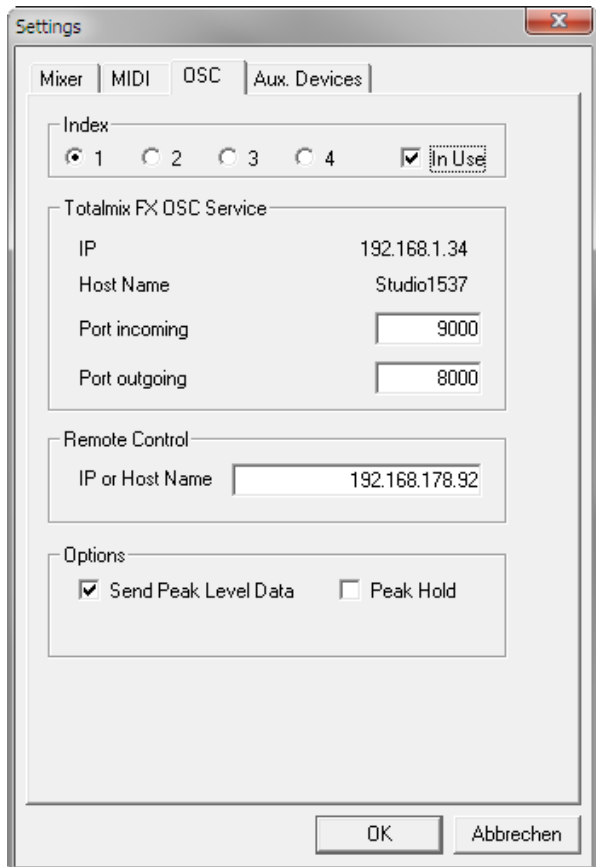 Settings
Mixer MIDI OSC Aux. Devices
Index
1 2 3 4 In Use
Totalmix FX OSC Service
IP 192.168.1.34
Host Name Studio1537
Port incoming 9000
Port outgoing 8000
Remote Control
IP or Host Name 192.168.178.92
Options
Send Peak Level Data Peak Hold
OK Abbrechen